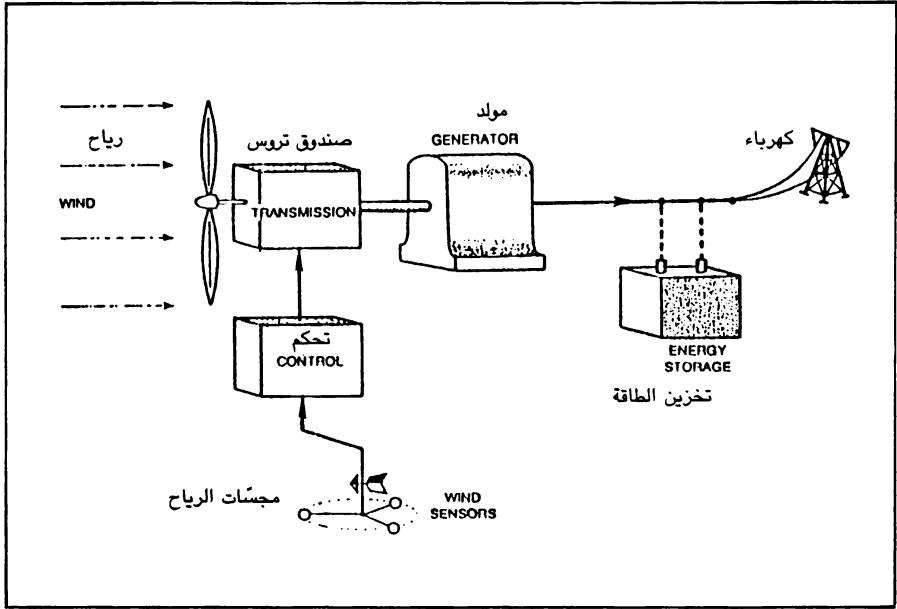 مولد
GENERATOR
كهرباء
رياح
صندوق تروس
WIND
TRANSMISSION
تحكم
CONTROL
ENERGY
STORAGE
تخزين الطاقة
مجسّات الرياح
WIND
SENSORS